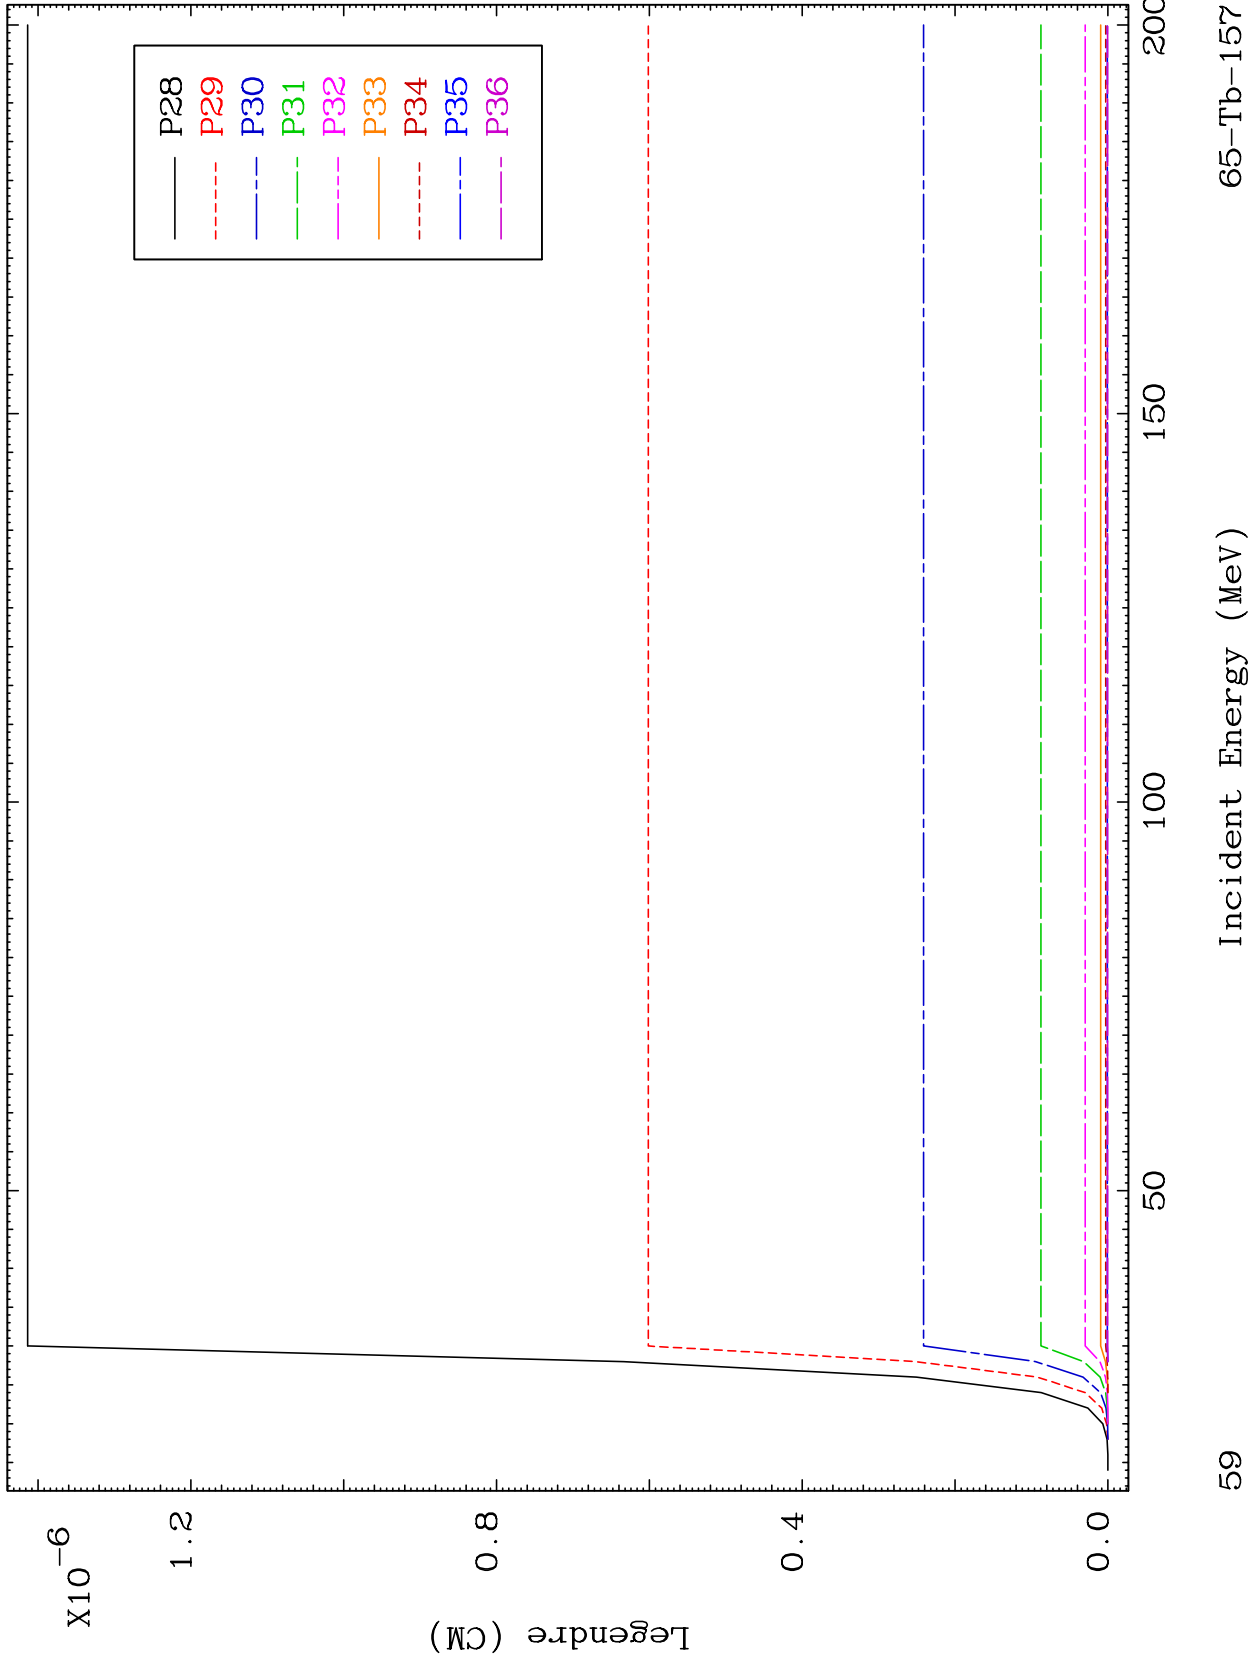 X10-6
1.2
0.8
0.4
0.0
Legendre (CM)
P28
P29
P30
P31
P32
P33
P34
P35
P36
50
100
150
200
59
Incident Energy (MeV)
65-Tb-157